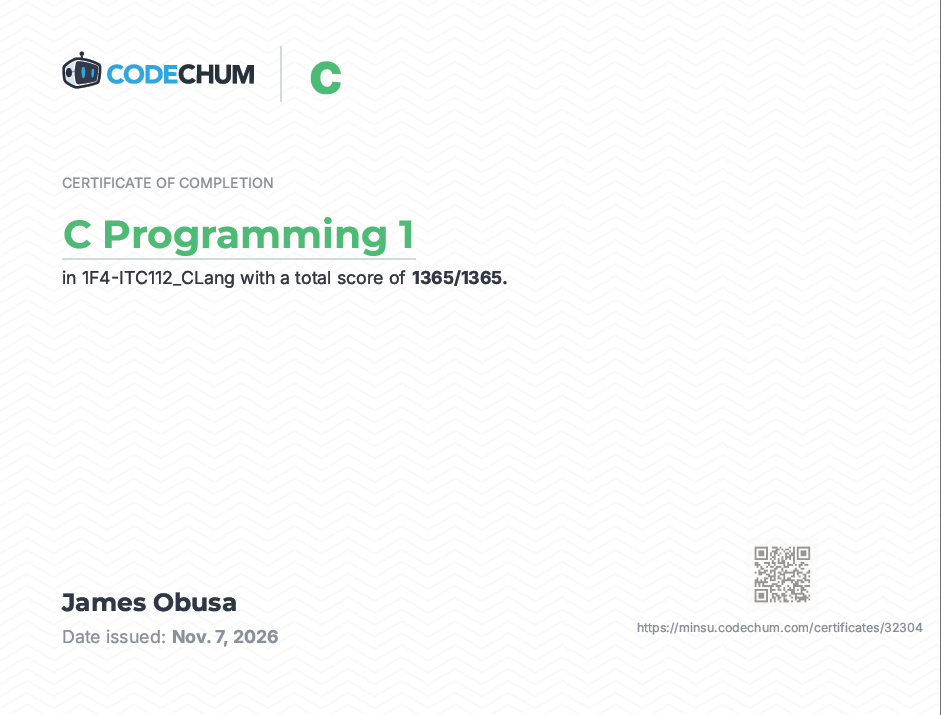 CODECHUM C
CERTIFICATE OF COMPLETION
C Programming 1
in 1F4-ITC112_CLang with a total score of 1365/1365.
James Obusa
Date issued: Nov. 7, 2026
https://minsu.codechum.com/certificates/32304